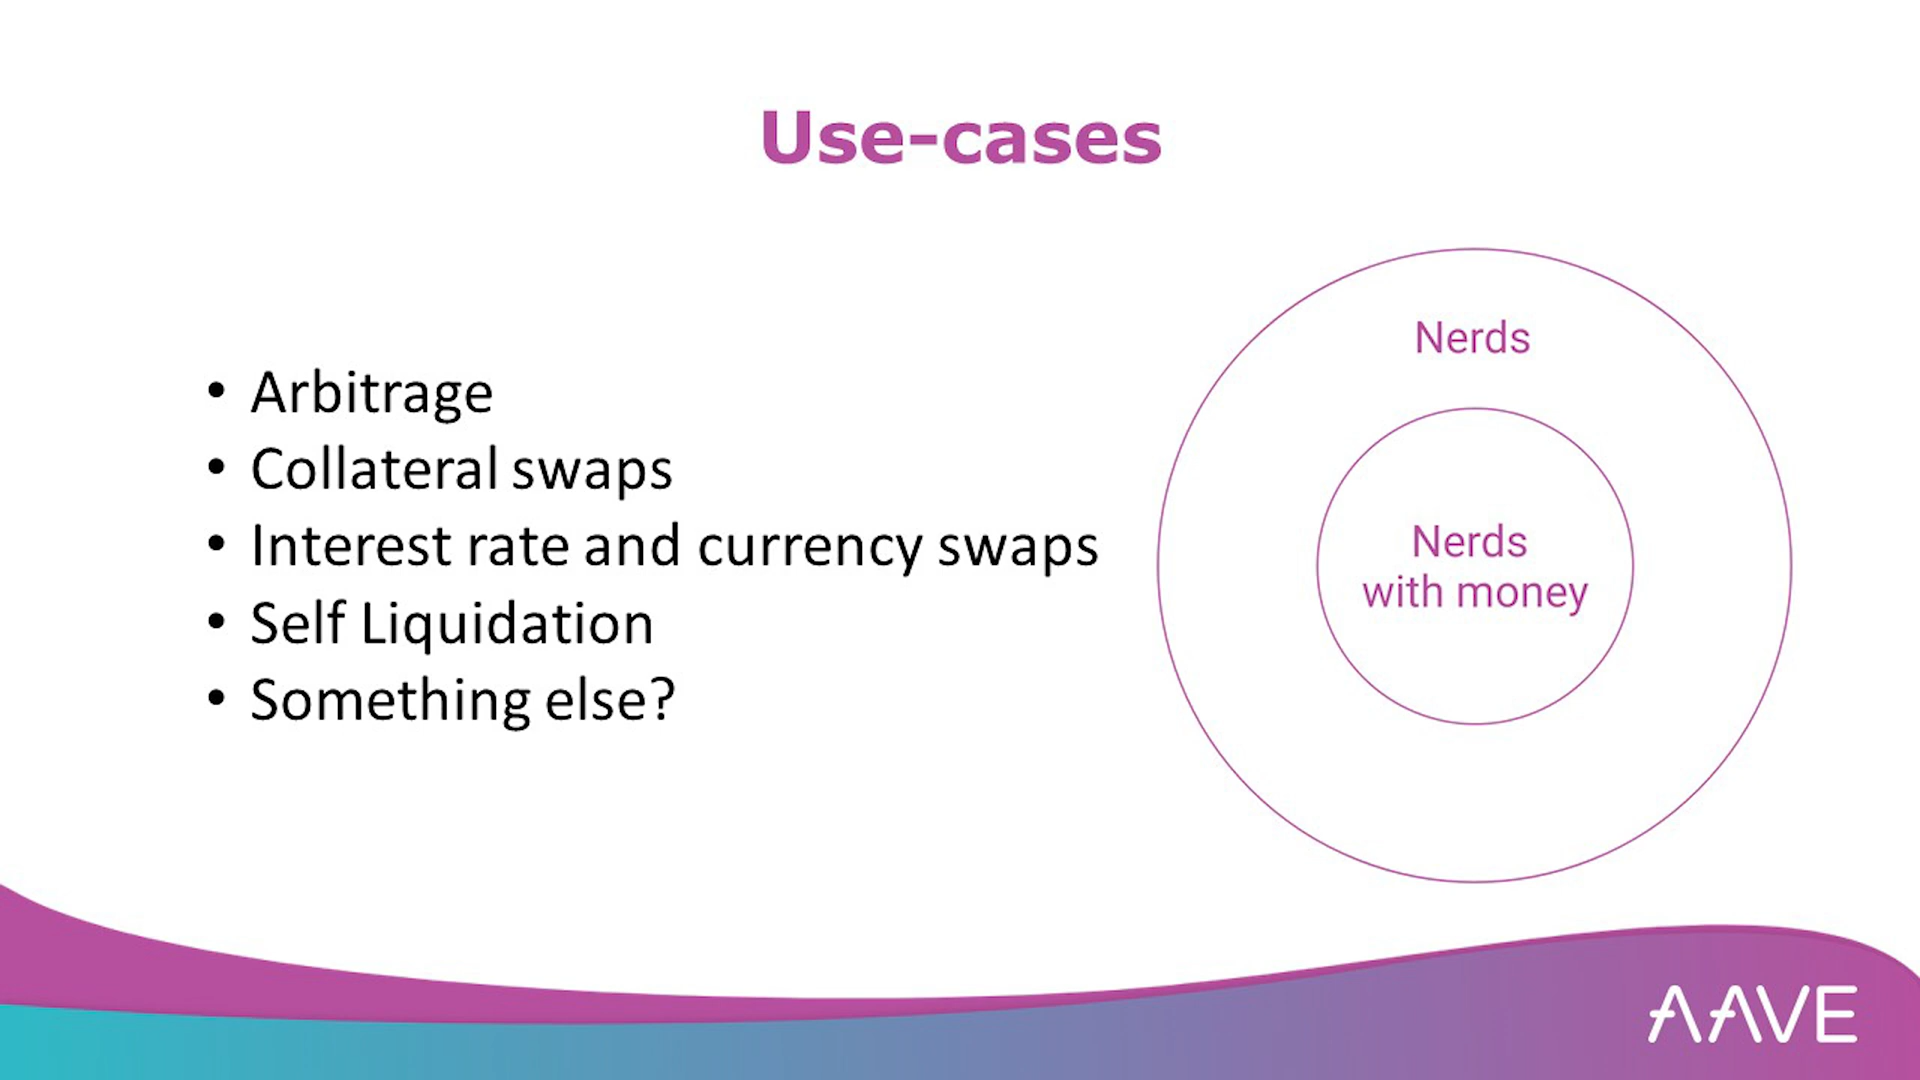 Use-cases
• Arbitrage
• Collateral swaps
• Interest rate and currency swaps
• Self Liquidation
• Something else?
Nerds
Nerds
with money
AAVE